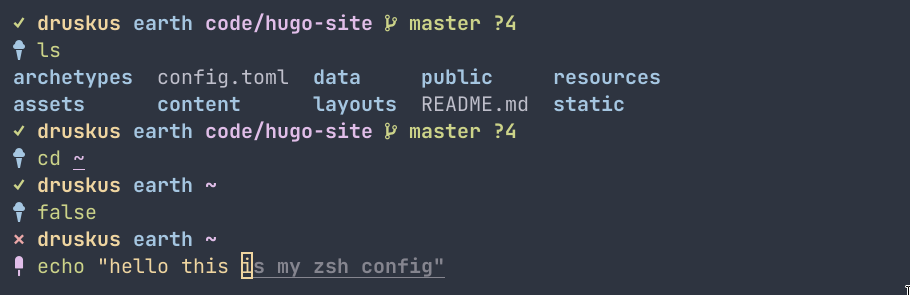 ✓ druskus earth code/hugo-site master ?4
ls
archetypes config.toml data public resources
assets content layouts README.md static
✓ druskus earth code/hugo-site master ?4
cd ~
✓ druskus earth ~
false
× druskus earth ~
echo "hello this is my zsh config"